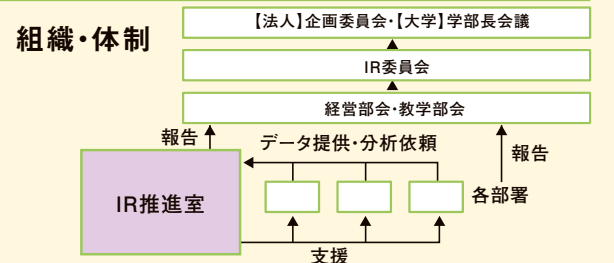 組織・体制
【法人】企画委員会・【大学】学部長会議
IR委員会
経営部会・教学部会
報告
データ提供・分析依頼
報告
IR推進室
各部署
支援